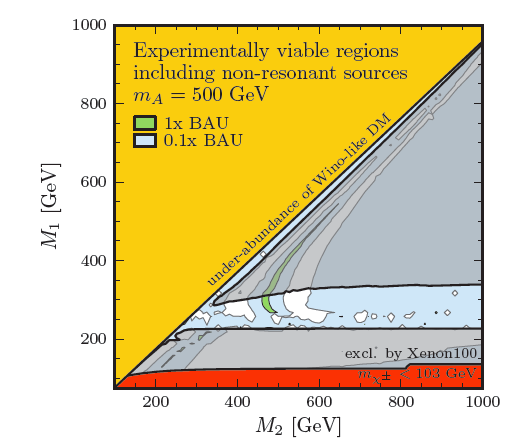 1000
800
600
400
200
M₁ [GeV]
Experimentally viable regions
including non-resonant sources
m_A = 500 GeV
1x BAU
0.1x BAU
under-abundance of Wino-like DM
excl. by Xenon100
m_χ± < 103 GeV
200
400
600
800
1000
M₂ [GeV]